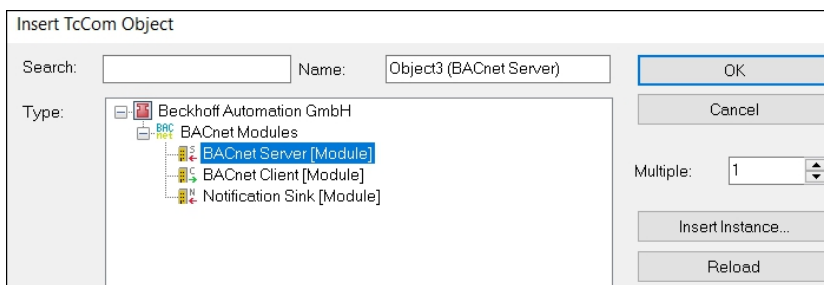 Insert TcCom Object
Search:
Name:
Object3 (BACnet Server)
OK
Type:
Beckhoff Automation GmbH
Cancel
BAC
net
BACnet Modules
S
BACnet Server [Module]
C
BACnet Client [Module]
Multiple:
1
N
Notification Sink [Module]
Insert Instance...
Reload